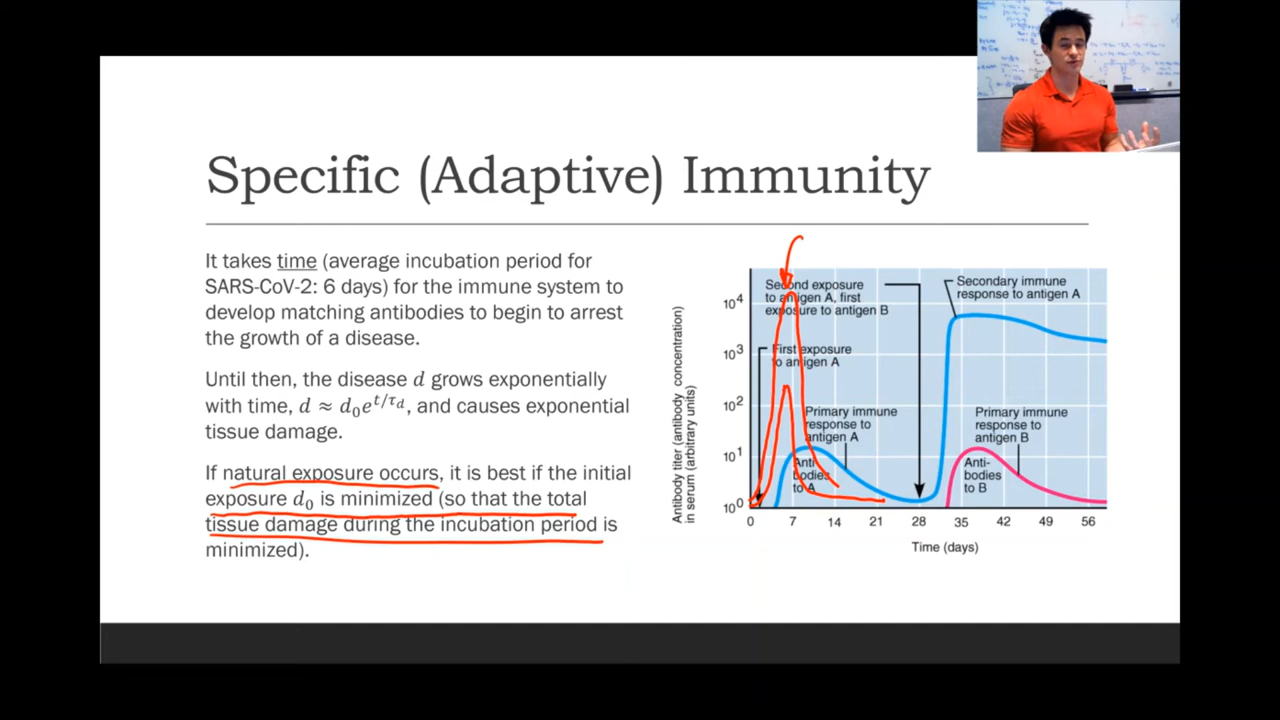 Specific (Adaptive) Immunity
It takes time (average incubation period for
SARS-CoV-2: 6 days) for the immune system to
develop matching antibodies to begin to arrest
the growth of a disease.
Until then, the disease d grows exponentially
with time, d ≈ d₀e^{t/τ_d}, and causes exponential
tissue damage.
If natural exposure occurs, it is best if the initial
exposure d₀ is minimized (so that the total
tissue damage during the incubation period is
minimized).
Antibody titer (antibody concentration)
in serum (arbitrary units)
10⁴
10³
10²
10¹
10⁰
Second exposure
to antigen A, first
exposure to antigen B
First exposure
to antigen A
Primary immune
response to
antigen A
Anti-
bodies
to A
Secondary immune
response to antigen A
Primary immune
response to
antigen B
Anti-
bodies
to B
0 7 14 21 28 35 42 49 56
Time (days)